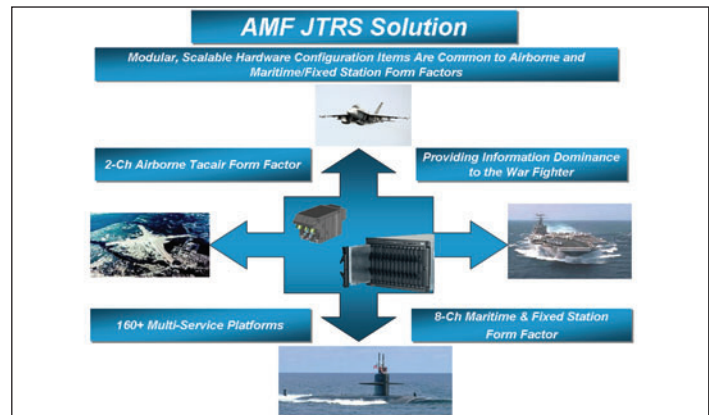 AMF JTRS Solution
Modular, Scalable Hardware Configuration Items Are Common to Airborne and
Maritime/Fixed Station Form Factors
2-Ch Airborne Tacair Form Factor
Providing Information Dominance
to the War Fighter
160+ Multi-Service Platforms
8-Ch Maritime & Fixed Station
Form Factor